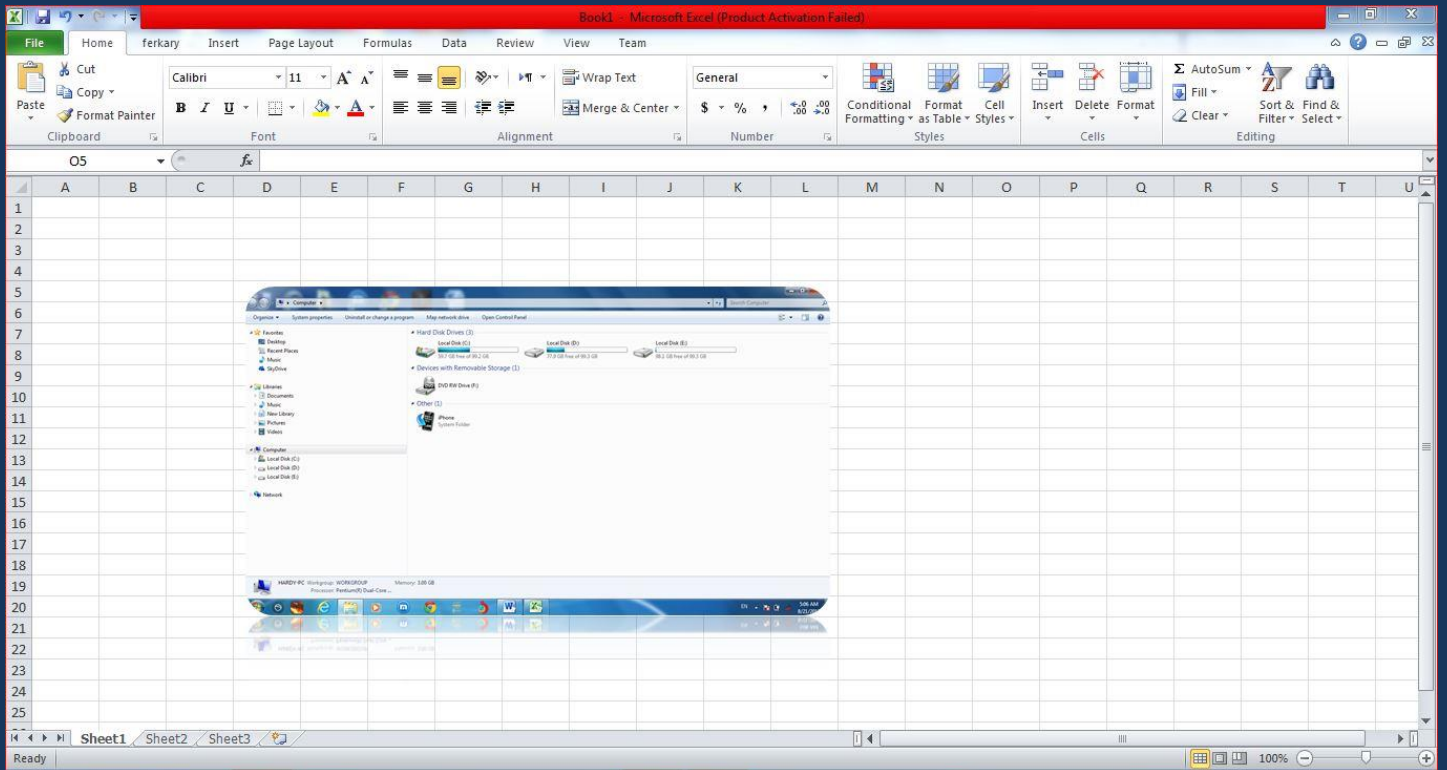 Book1 - Microsoft Excel (Product Activation Failed)
File Home ferkary Insert Page Layout Formulas Data Review View Team
Cut
Copy
Format Painter
Paste
Clipboard
Calibri 11
B I U A
Font
Wrap Text
Merge & Center
Alignment
General
$ % ,
Number
Conditional Formatting
Format as Table
Cell Styles
Styles
Insert Delete Format
Cells
Σ AutoSum
Fill
Clear
Sort & Filter
Find & Select
Editing
O5 fx
A B C D E F G H I J K L M N O P Q R S T U
1
2
3
4
5
6
7
8
9
10
11
12
13
14
15
16
17
18
19
20
21
22
23
24
25
Computer
Search Computer
Organize System properties Uninstall or change a program Map network drive Open Control Panel
Favorites
Desktop
Recent Places
Music
SkyDrive
Libraries
Documents
Music
New Library
Pictures
Videos
Computer
Local Disk (C:)
Local Disk (D:)
Local Disk (E:)
Network
Hard Disk Drives (3)
Local Disk (C:) Local Disk (D:) Local Disk (E:)
Devices with Removable Storage (1)
DVD RW Drive (F:)
Other (1)
iPhone
System Folder
HARDY-PC Workgroup: WORKGROUP Memory:
Processor: Pentium(R) Dual-Core ...
EN 5:06 AM
Sheet1 Sheet2 Sheet3
Ready 100%